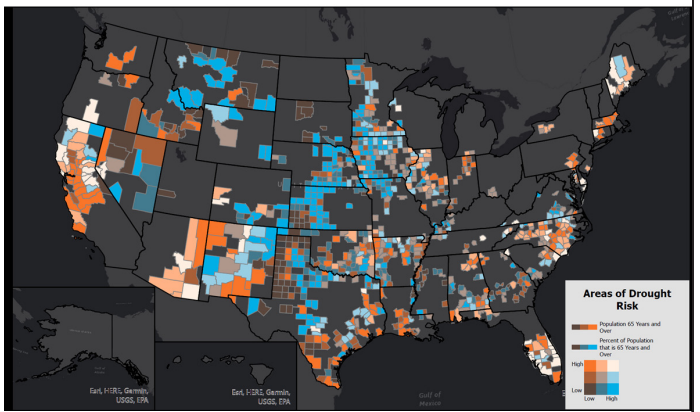 Areas of Drought
Risk
Population 65 Years and
Over
Percent of Population
that is 65 Years and
Over
High
Low
Low
High
Esri, HERE, Garmin,
USGS, EPA
Esri, HERE, Garmin,
USGS, EPA
Gulf of
Mexico